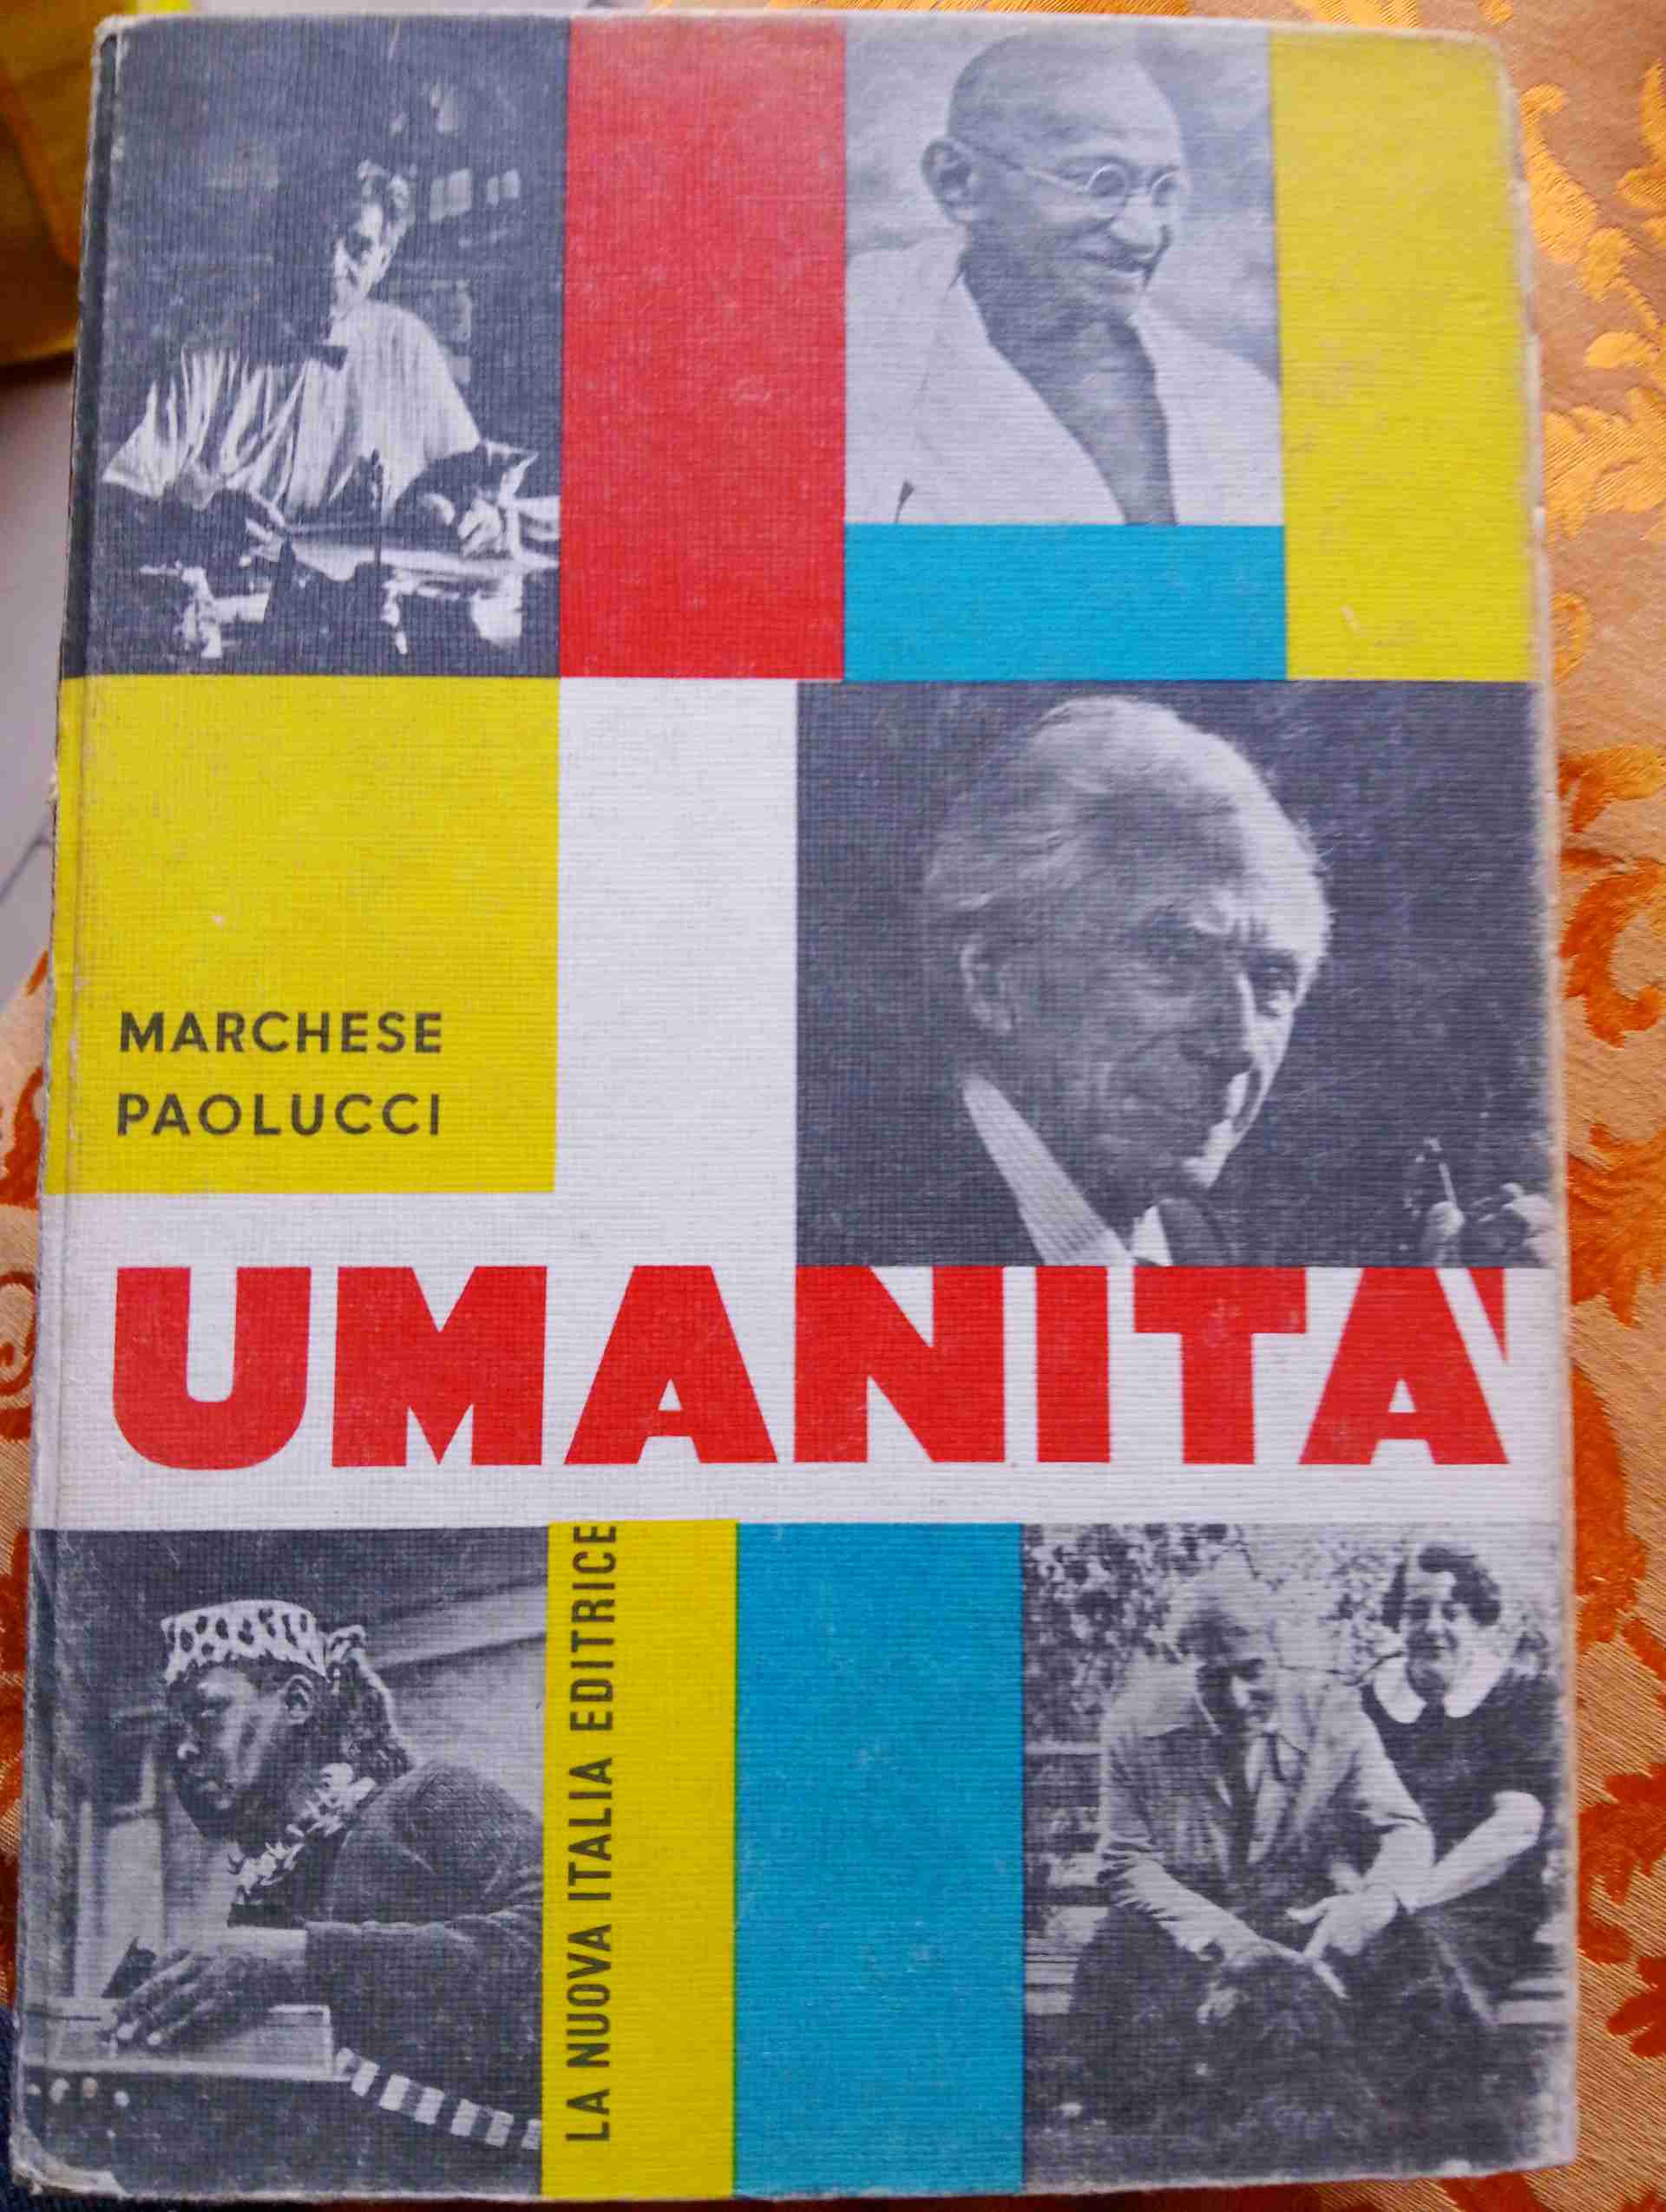 MARCHESE
PAOLUCCI
UMANITA'
LA NUOVA ITALIA EDITRICE